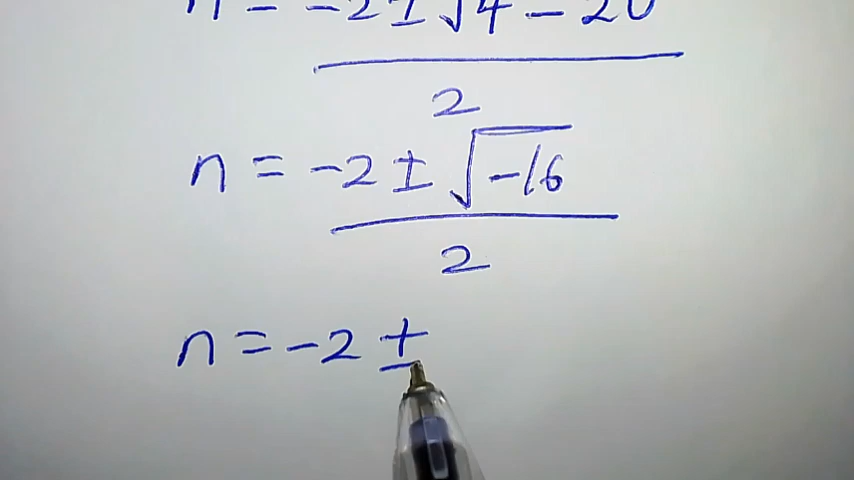 n = -2 ± √4 - 20
2
n = -2 ± √-16
2
n = -2 ±